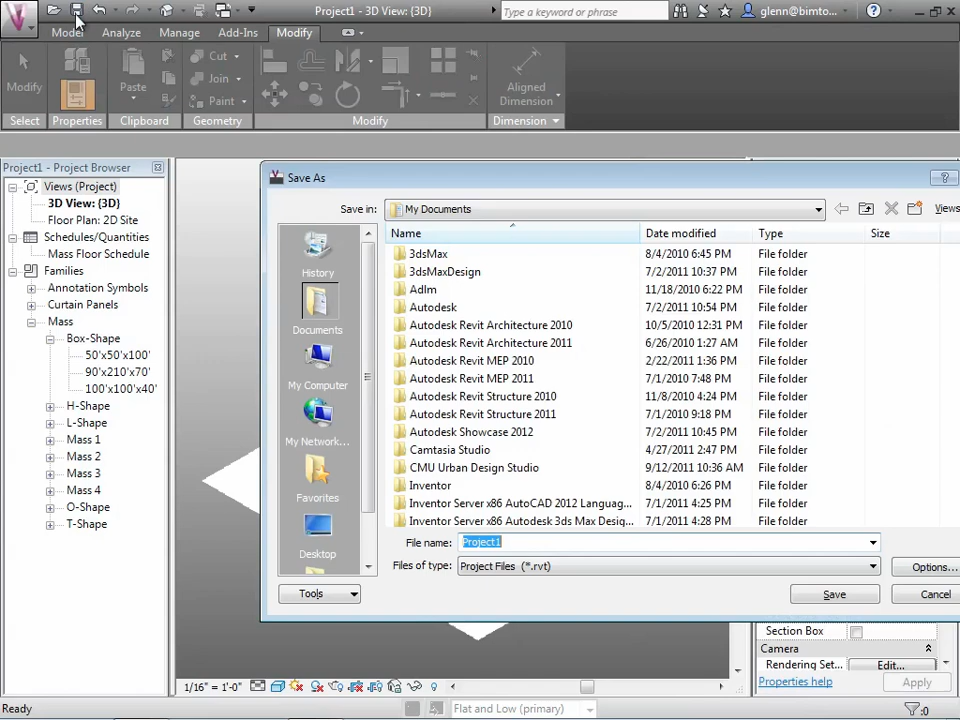 Project1 - 3D View: {3D}
Type a keyword or phrase
glenn@bimto...
Analyze
Manage
Add-Ins
Modify
Modify
Paste
Cut
Join
Paint
Aligned
Dimension
Select
Properties
Clipboard
Geometry
Modify
Dimension
Project1 - Project Browser
Views (Project)
3D View: {3D}
Floor Plan: 2D Site
Schedules/Quantities
Mass Floor Schedule
Families
Annotation Symbols
Curtain Panels
Mass
Box-Shape
50'x50'x100'
90'x210'x70'
100'x100'x40'
H-Shape
L-Shape
Mass 1
Mass 2
Mass 3
Mass 4
O-Shape
T-Shape
Save As
Save in:
My Documents
Views
History
Documents
My Computer
My Network...
Favorites
Desktop
Name Date modified Type Size
3dsMax 8/4/2010 6:45 PM File folder
3dsMaxDesign 7/2/2011 10:37 PM File folder
Adlm 11/18/2010 6:22 PM File folder
Autodesk 7/2/2011 10:54 PM File folder
Autodesk Revit Architecture 2010 10/5/2010 12:31 PM File folder
Autodesk Revit Architecture 2011 6/26/2010 1:27 AM File folder
Autodesk Revit MEP 2010 2/22/2011 1:36 PM File folder
Autodesk Revit MEP 2011 7/1/2010 7:48 PM File folder
Autodesk Revit Structure 2010 11/8/2010 4:24 PM File folder
Autodesk Revit Structure 2011 7/1/2010 9:18 PM File folder
Autodesk Showcase 2012 7/2/2011 10:45 PM File folder
Camtasia Studio 4/27/2011 2:47 PM File folder
CMU Urban Design Studio 9/12/2011 10:36 AM File folder
Inventor 8/4/2010 6:26 PM File folder
Inventor Server x86 AutoCAD 2012 Languag... 7/1/2011 4:25 PM File folder
Inventor Server x86 Autodesk 3ds Max Desig... 7/1/2011 4:28 PM File folder
File name: Project1
Files of type: Project Files (*.rvt)
Options...
Tools
Save
Cancel
Section Box
Camera
Rendering Set... Edit...
Properties help
Apply
1/16" = 1'-0"
Ready
Flat and Low (primary)
:0